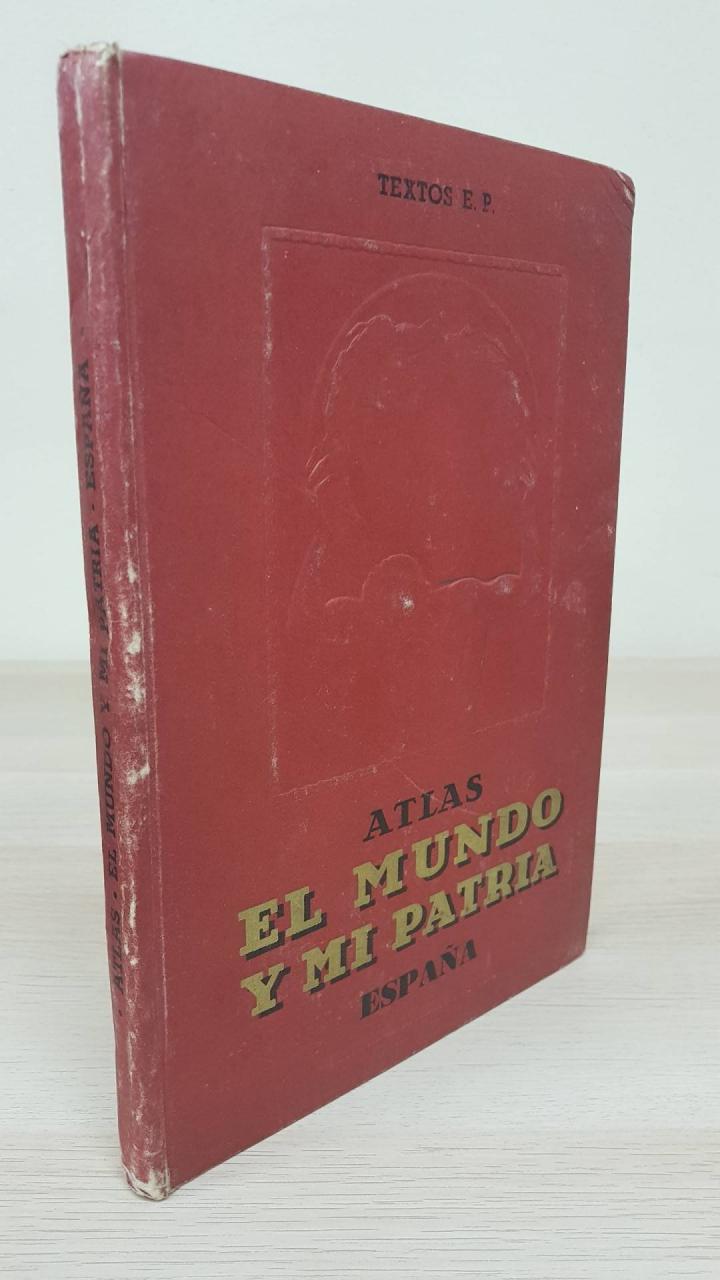 TEXTOS E. P.
ATLAS
EL MUNDO
Y MI PATRIA
ESPAÑA
· ATLAS · EL MUNDO Y MI PATRIA · ESPAÑA ·